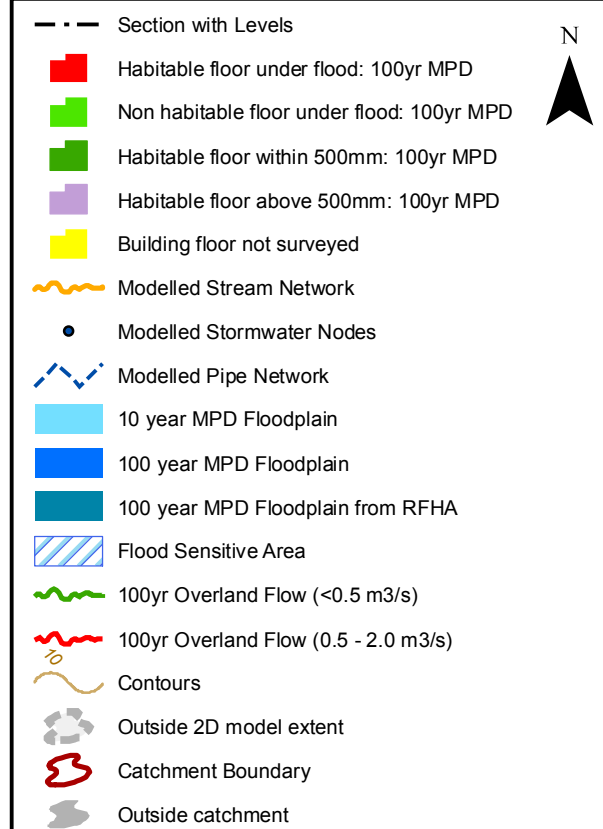 Section with Levels
N
Habitable floor under flood: 100yr MPD
Non habitable floor under flood: 100yr MPD
Habitable floor within 500mm: 100yr MPD
Habitable floor above 500mm: 100yr MPD
Building floor not surveyed
Modelled Stream Network
Modelled Stormwater Nodes
Modelled Pipe Network
10 year MPD Floodplain
100 year MPD Floodplain
100 year MPD Floodplain from RFHA
Flood Sensitive Area
100yr Overland Flow (<0.5 m3/s)
100yr Overland Flow (0.5 - 2.0 m3/s)
10
Contours
Outside 2D model extent
Catchment Boundary
Outside catchment